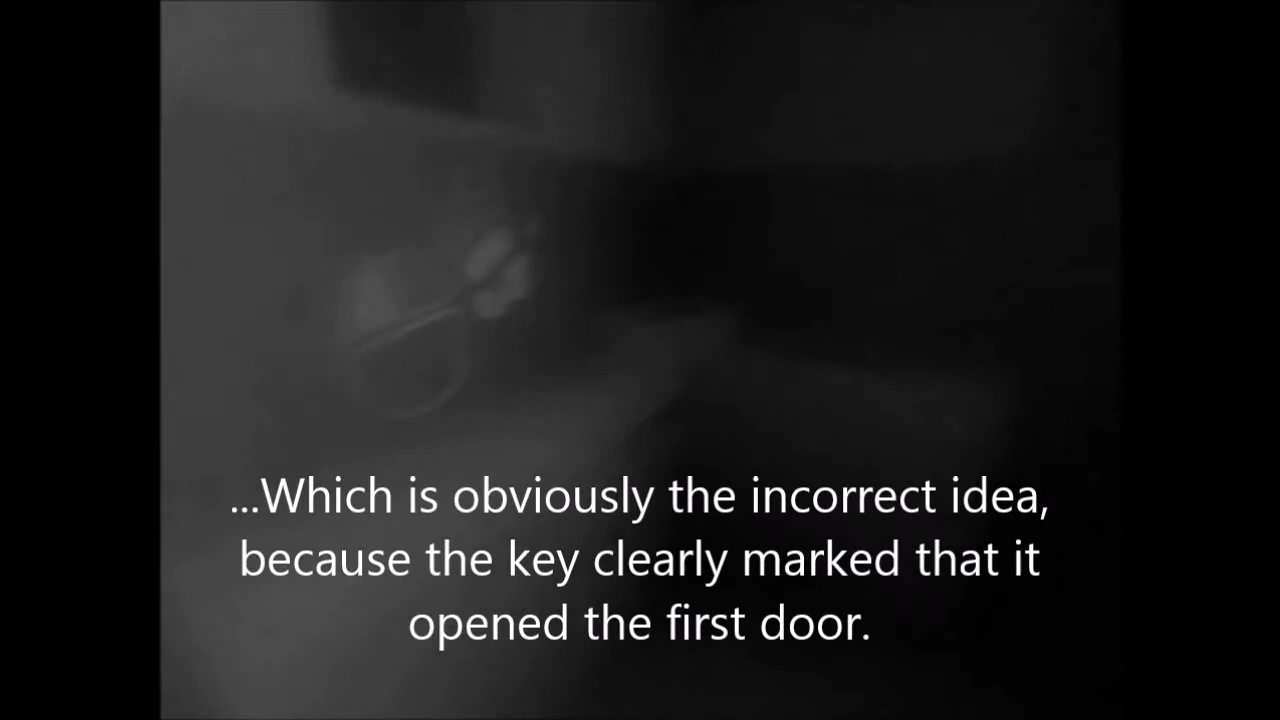 ...Which is obviously the incorrect idea,
because the key clearly marked that it
opened the first door.